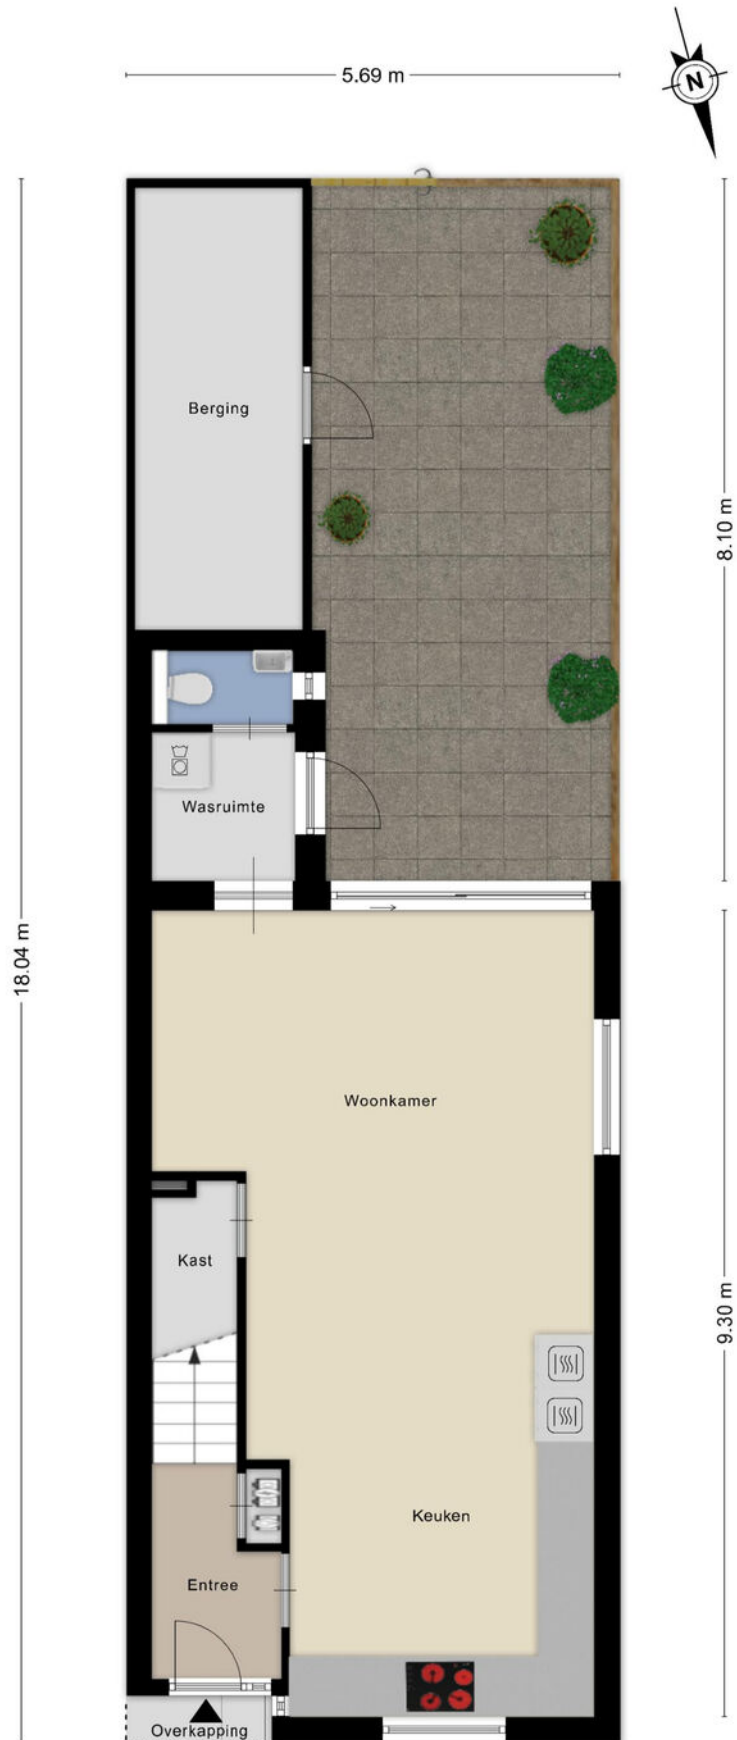 5.69 m
N
Berging
8.10 m
Wasruimte
18.04 m
Woonkamer
Kast
9.30 m
Keuken
Entree
Overkapping